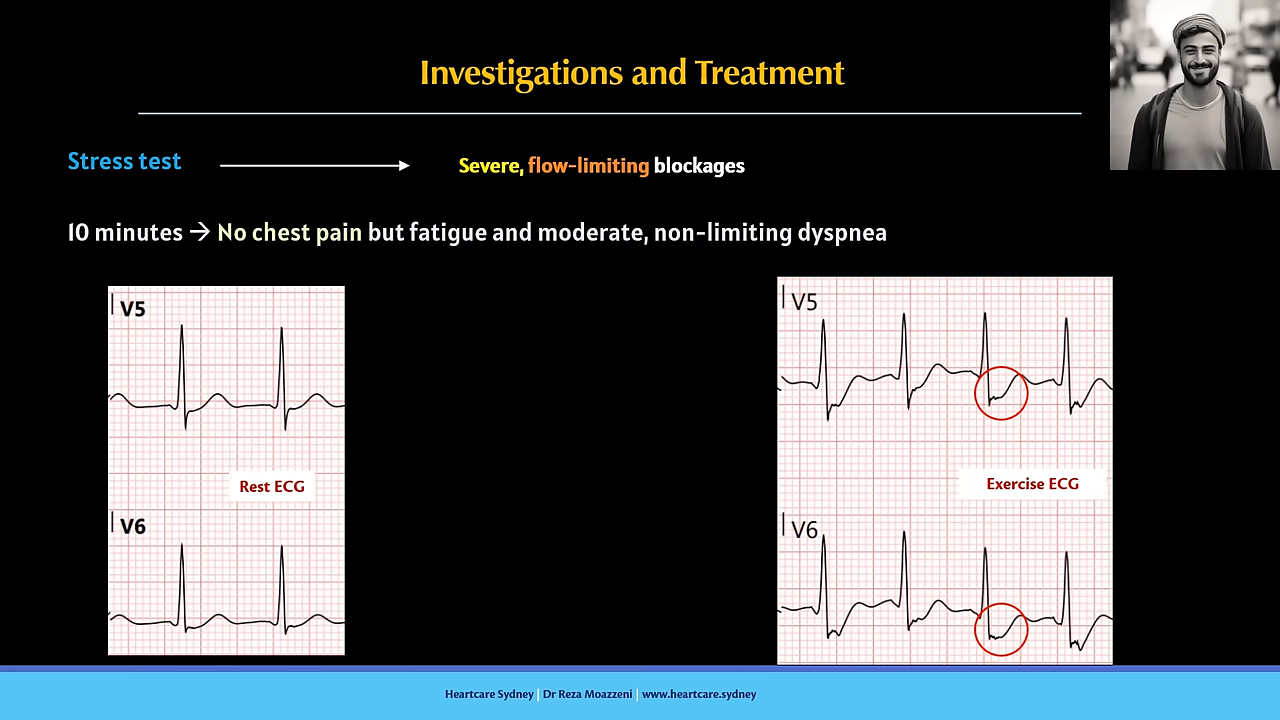 Investigations and Treatment
Stress test
Severe, flow-limiting blockages
10 minutes → No chest pain but fatigue and moderate, non-limiting dyspnea
V5
V5
Rest ECG
Exercise ECG
V6
V6
Heartcare Sydney | Dr Reza Moazzeni | www.heartcare.sydney